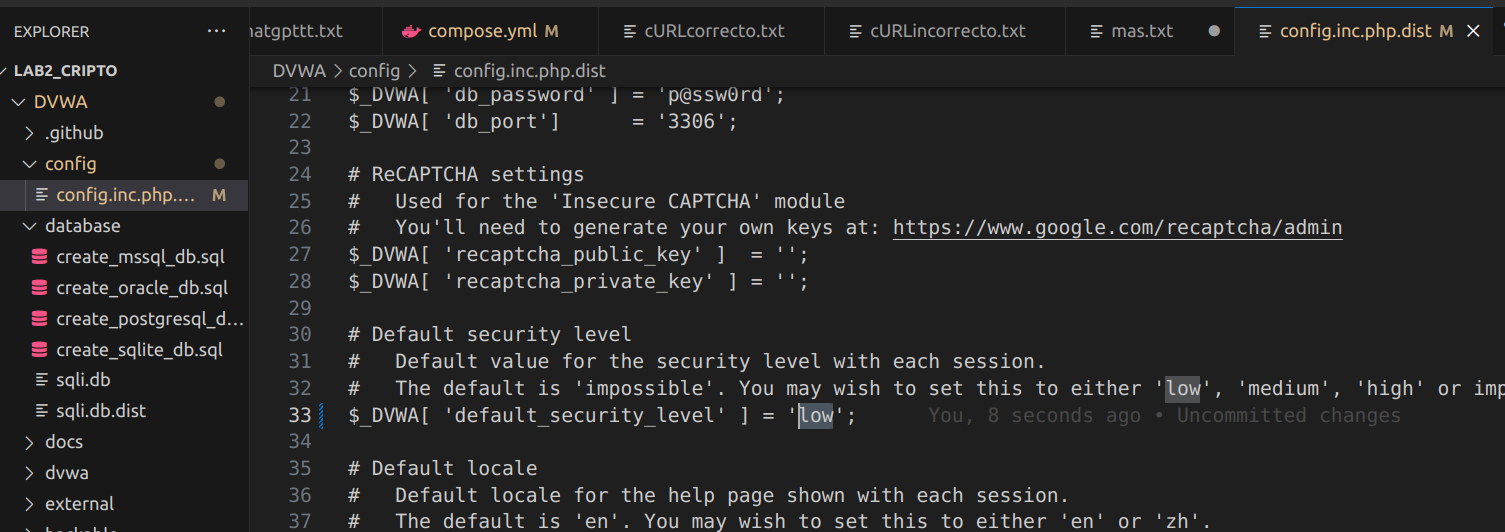 EXPLORER ···
LAB2_CRIPTO
DVWA
.github
config
config.inc.php.... M
database
create_mssql_db.sql
create_oracle_db.sql
create_postgresql_d...
create_sqlite_db.sql
sqli.db
sqli.db.dist
docs
dvwa
external
hatgpttt.txt compose.yml M cURLcorrecto.txt cURLincorrecto.txt mas.txt config.inc.php.dist M
DVWA > config > config.inc.php.dist
21 $_DVWA[ 'db_password' ] = 'p@ssw0rd';
22 $_DVWA[ 'db_port'] = '3306';
23
24 # ReCAPTCHA settings
25 # Used for the 'Insecure CAPTCHA' module
26 # You'll need to generate your own keys at: https://www.google.com/recaptcha/admin
27 $_DVWA[ 'recaptcha_public_key' ] = '';
28 $_DVWA[ 'recaptcha_private_key' ] = '';
29
30 # Default security level
31 # Default value for the security level with each session.
32 # The default is 'impossible'. You may wish to set this to either 'low', 'medium', 'high' or imp
33 $_DVWA[ 'default_security_level' ] = 'low'; You, 8 seconds ago • Uncommitted changes
34
35 # Default locale
36 # Default locale for the help page shown with each session.
37 # The default is 'en'. You may wish to set this to either 'en' or 'zh'.